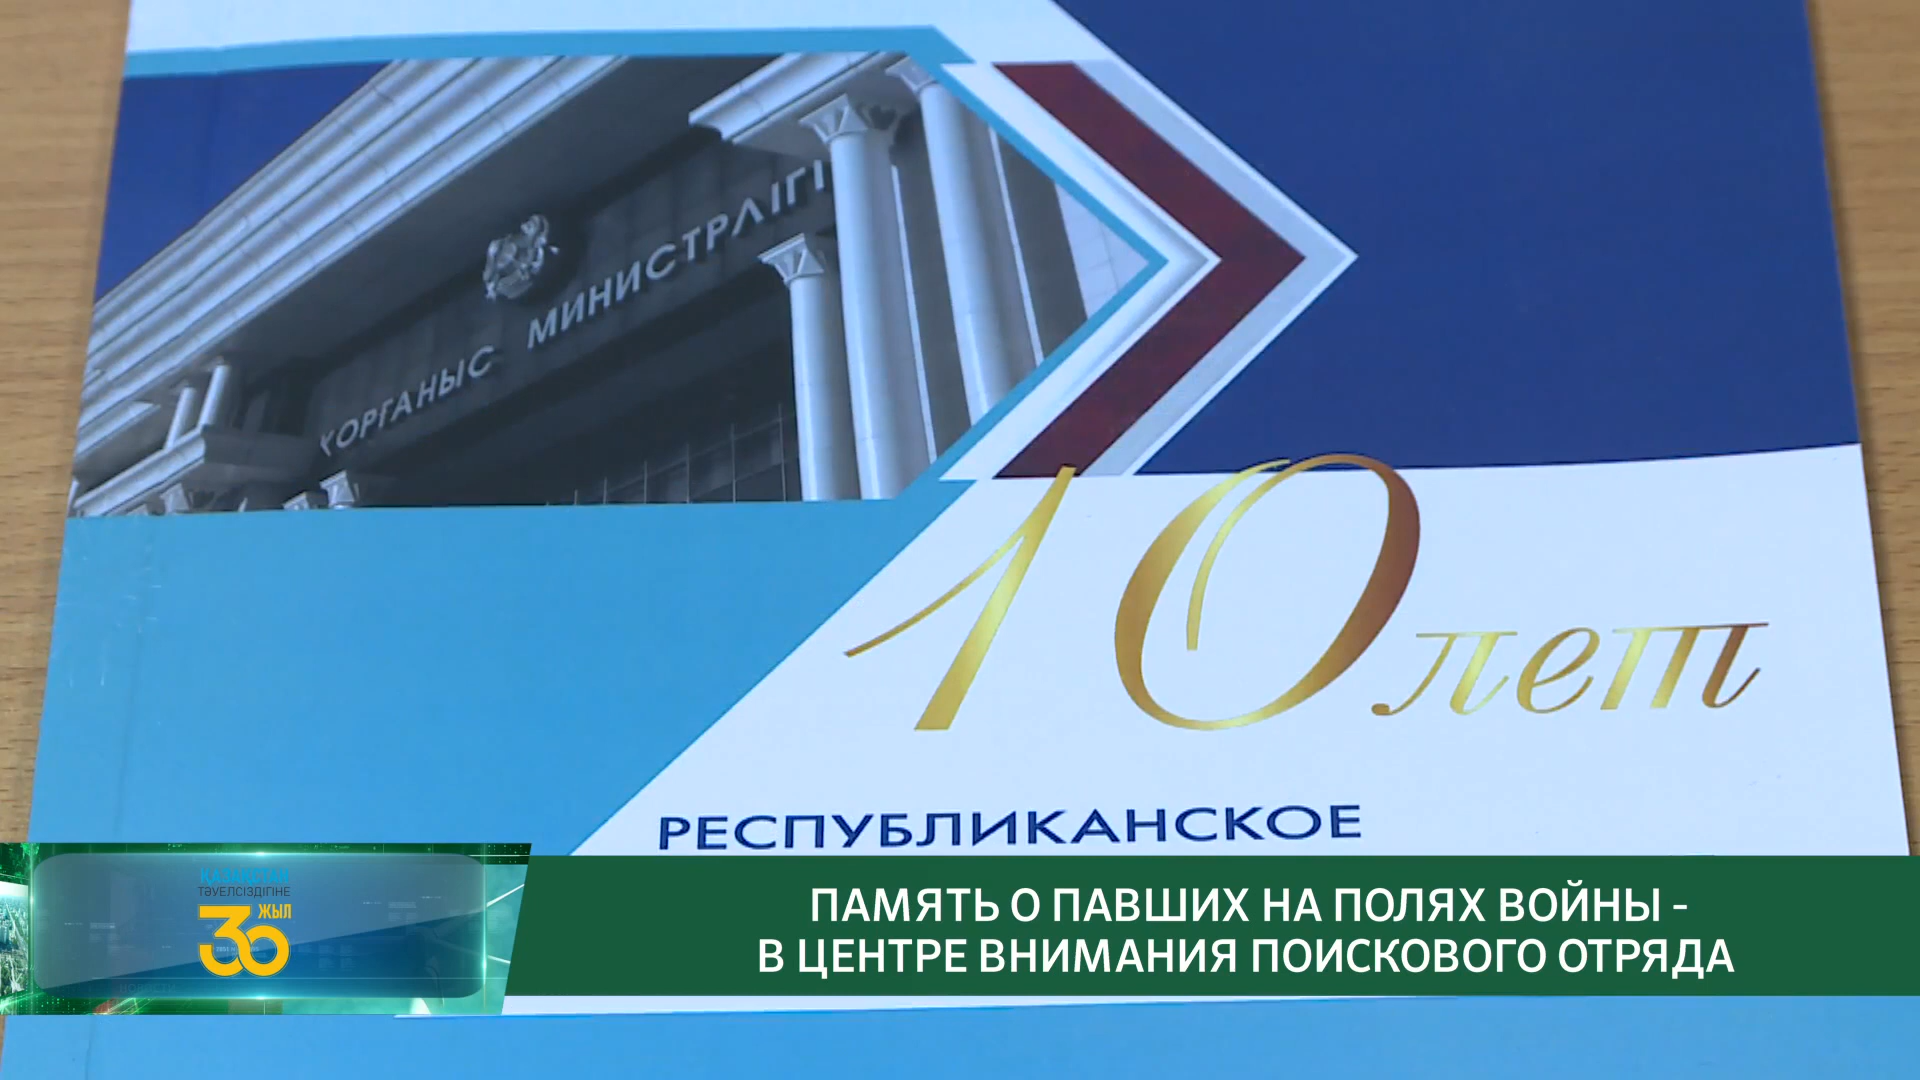 ҚОРҒАНЫС МИНИСТРЛІГІ
10 лет
РЕСПУБЛИКАНСКОЕ
ҚАЗАҚСТАН
ТӘУЕЛСІЗДІГІНЕ
30 ЖЫЛ
ПАМЯТЬ О ПАВШИХ НА ПОЛЯХ ВОЙНЫ -
В ЦЕНТРЕ ВНИМАНИЯ ПОИСКОВОГО ОТРЯДА